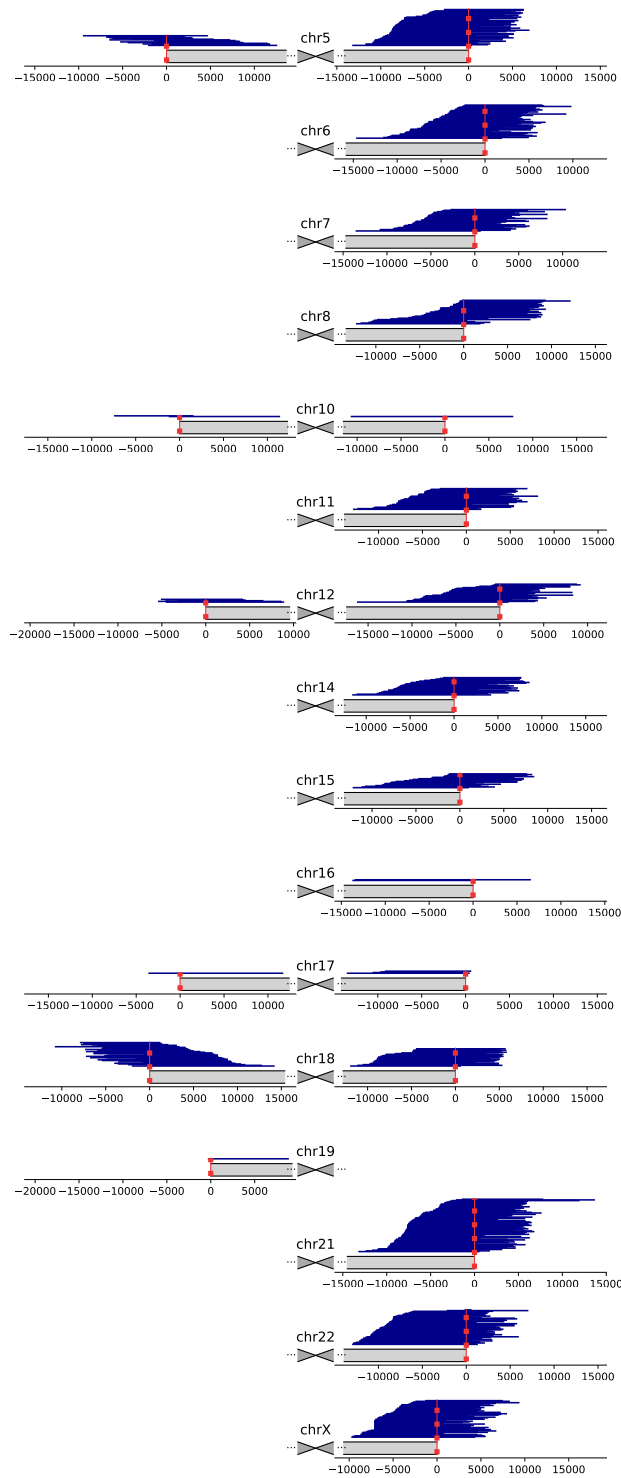 chr5
−15000 −10000 −5000 0 5000 10000 −15000 −10000 −5000 0 5000 10000 15000
chr6
−15000 −10000 −5000 0 5000 10000
chr7
−15000 −10000 −5000 0 5000 10000
chr8
−10000 −5000 0 5000 10000 15000
chr10
−15000 −10000 −5000 0 5000 10000 −10000 −5000 0 5000 10000 15000
chr11
−10000 −5000 0 5000 10000 15000
chr12
−20000 −15000 −10000 −5000 0 5000 10000 −15000 −10000 −5000 0 5000 10000
chr14
−10000 −5000 0 5000 10000 15000
chr15
−10000 −5000 0 5000 10000 15000
chr16
−15000 −10000 −5000 0 5000 10000 15000
chr17
−15000 −10000 −5000 0 5000 10000 −10000 −5000 0 5000 10000 15000
chr18
−10000 −5000 0 5000 10000 15000 −10000 −5000 0 5000 10000 15000
chr19
−20000 −15000 −10000 −5000 0 5000
chr21
−15000 −10000 −5000 0 5000 10000 15000
chr22
−10000 −5000 0 5000 10000 15000
chrX
−10000 −5000 0 5000 10000 15000